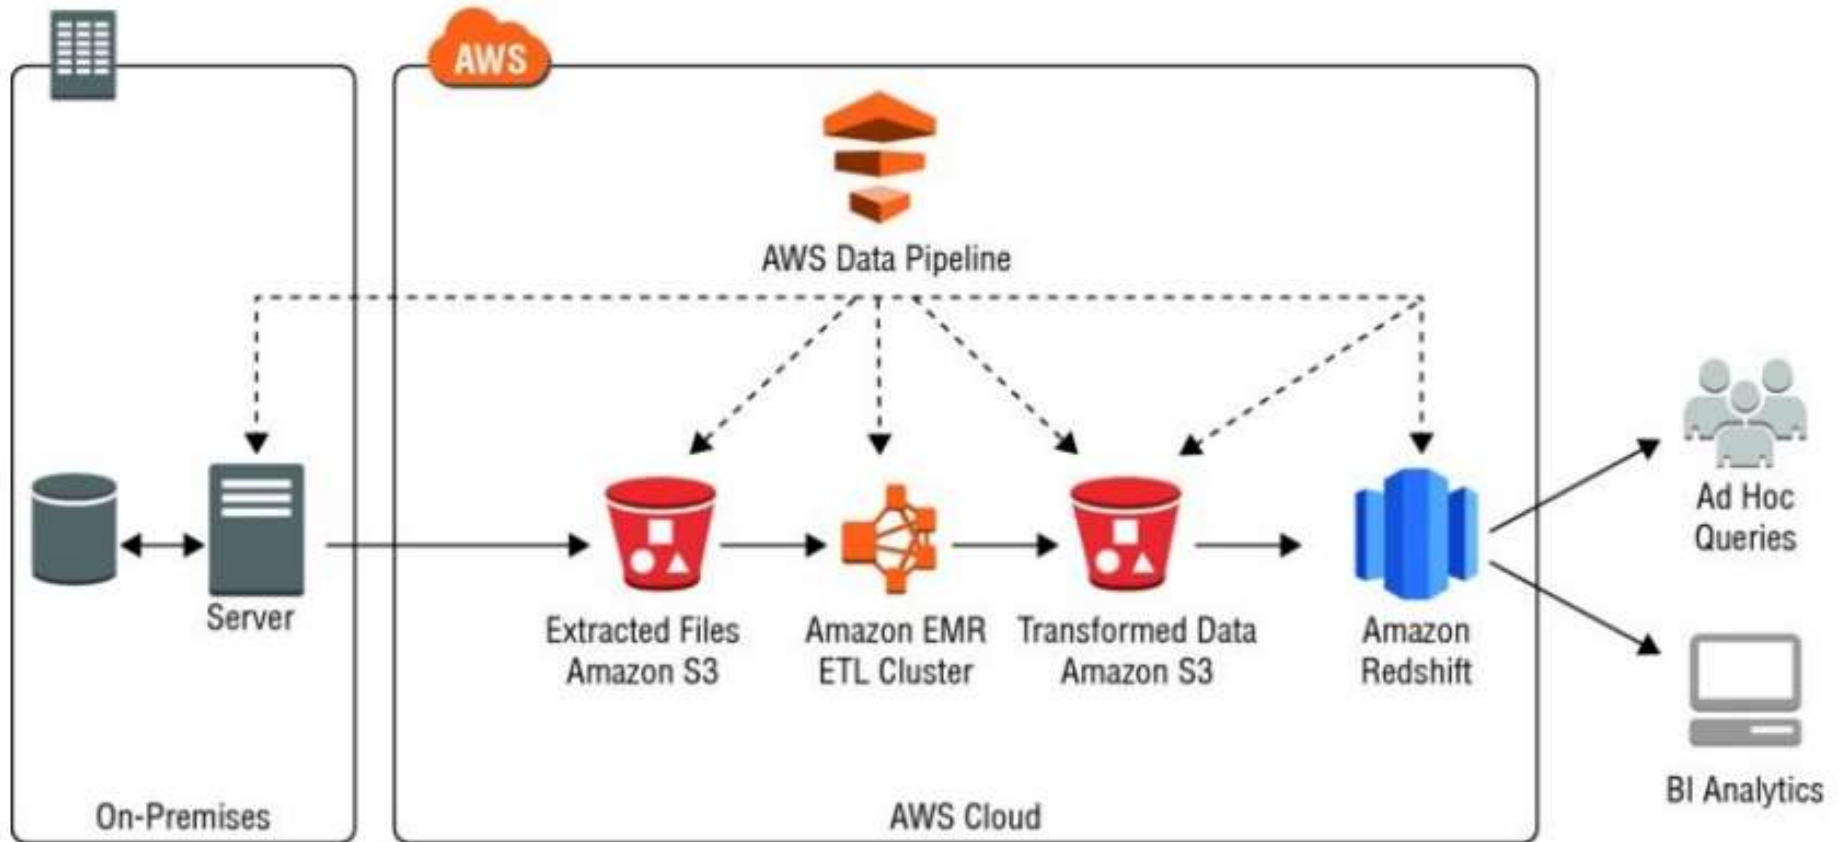 AWS
AWS Data Pipeline
Server
Extracted Files
Amazon S3
Amazon EMR
ETL Cluster
Transformed Data
Amazon S3
Amazon
Redshift
Ad Hoc
Queries
BI Analytics
On-Premises
AWS Cloud